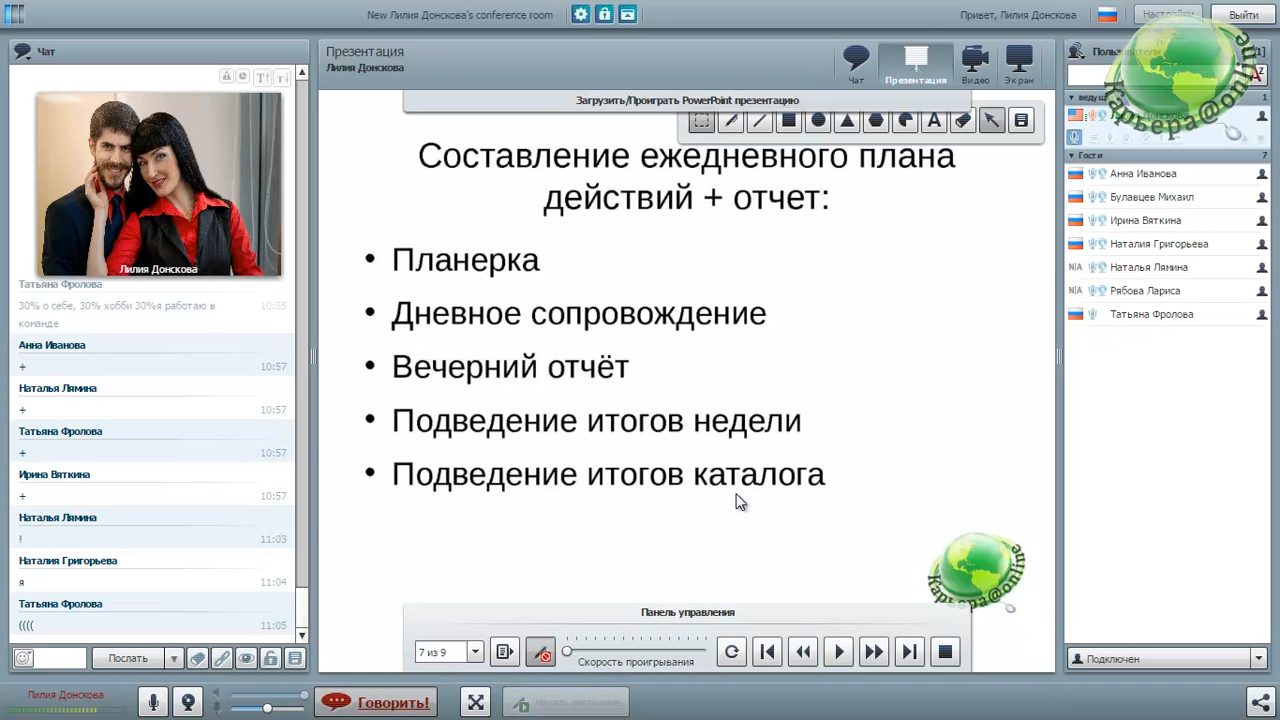 New Лилия Донскова's conference room
Привет, Лилия Донскова
Настройки
Выйти
Чат
Лилия Донскова
Татьяна Фролова
30% о себе, 30% хобби 30%я работаю в
команде
10:55
Анна Иванова
+ 10:57
Наталья Лямина
+ 10:57
Татьяна Фролова
+ 10:57
Ирина Вяткина
+ 10:57
Наталья Лямина
! 11:03
Наталия Григорьева
я 11:04
Татьяна Фролова
(((( 11:05
Послать
Презентация
Лилия Донскова
Чат
Презентация
Видео
Экран
Загрузить/Проиграть PowerPoint презентацию
Составление ежедневного плана
действий + отчет:
• Планерка
• Дневное сопровождение
• Вечерний отчёт
• Подведение итогов недели
• Подведение итогов каталога
Карьера@online
Панель управления
7 из 9
Скорость проигрывания
Карьера@online
Гости 7
Анна Иванова
Булавцев Михаил
Ирина Вяткина
Наталия Григорьева
N|A Наталья Лямина
N|A Рябова Лариса
Татьяна Фролова
Подключен
Лилия Донскова
Говорить!